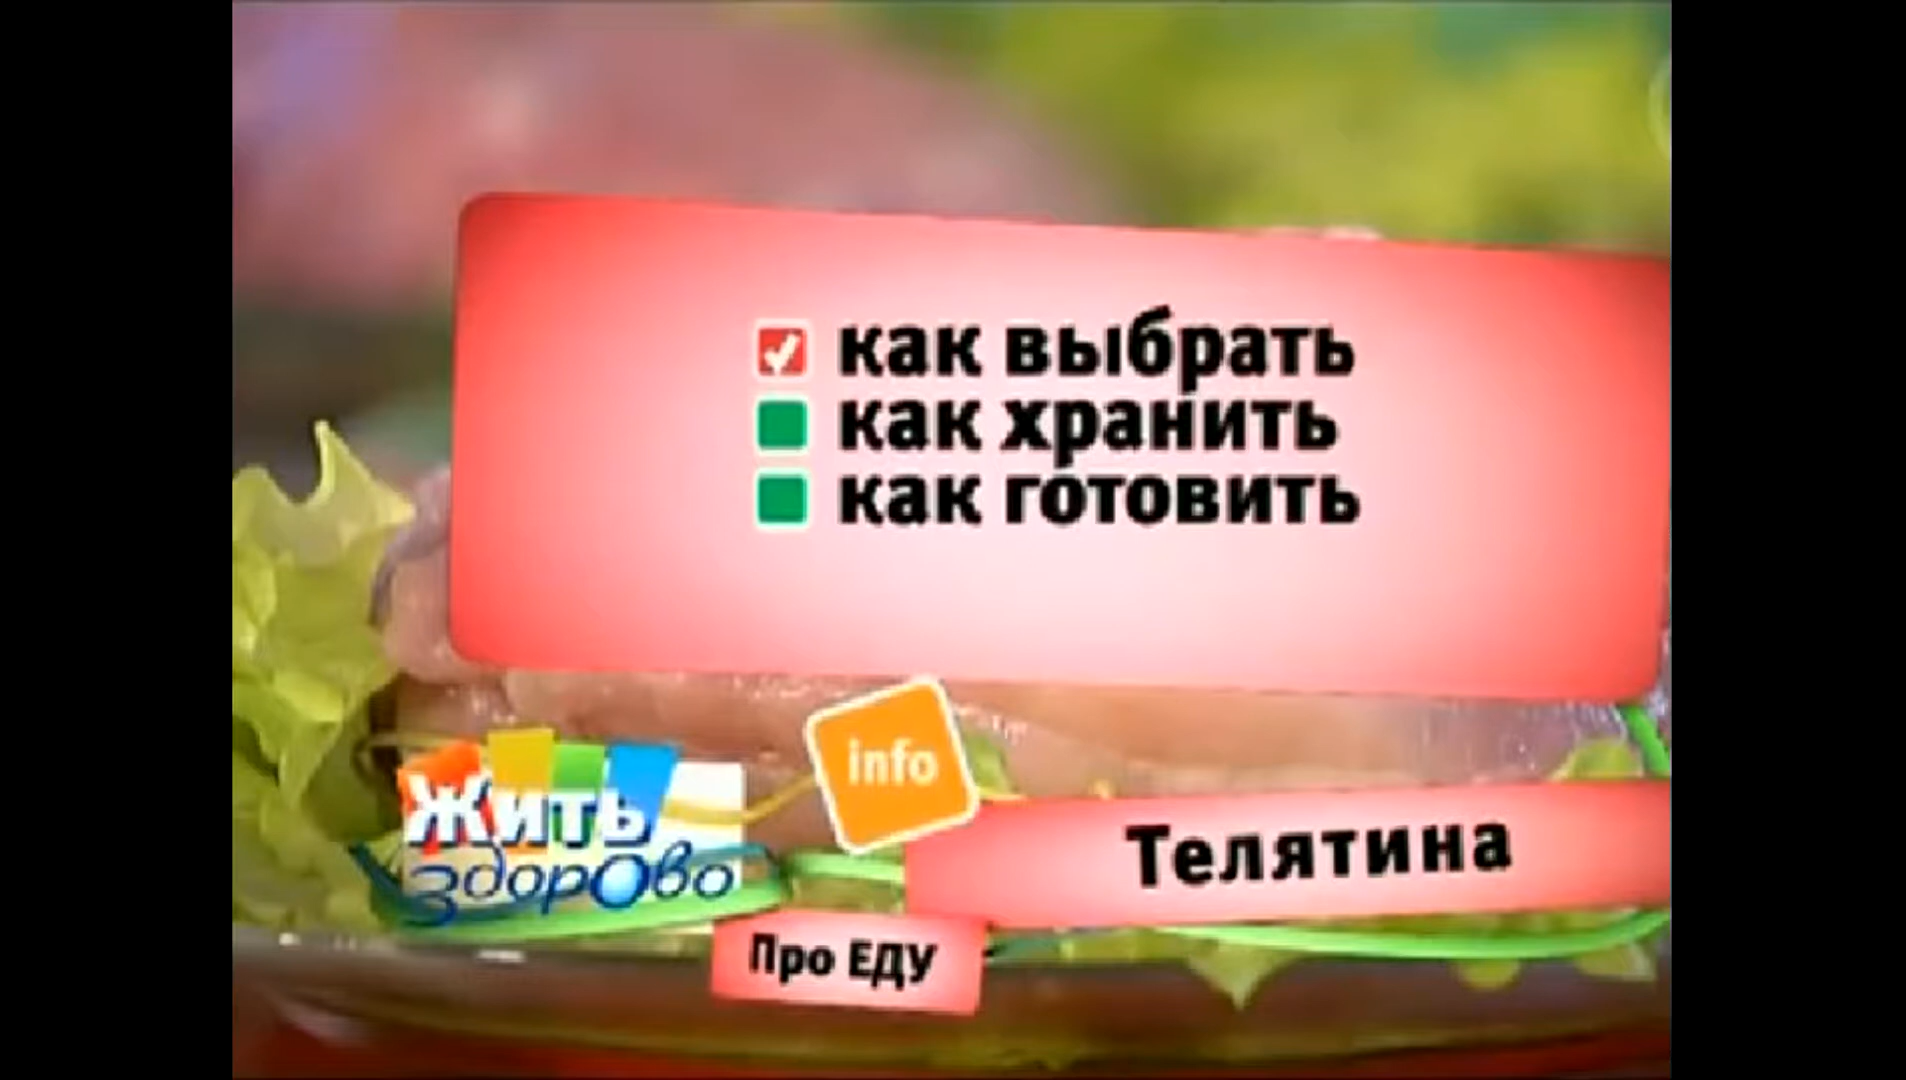 как выбрать
как хранить
как готовить
info
Жить
здорово
Телятина
Про ЕДУ